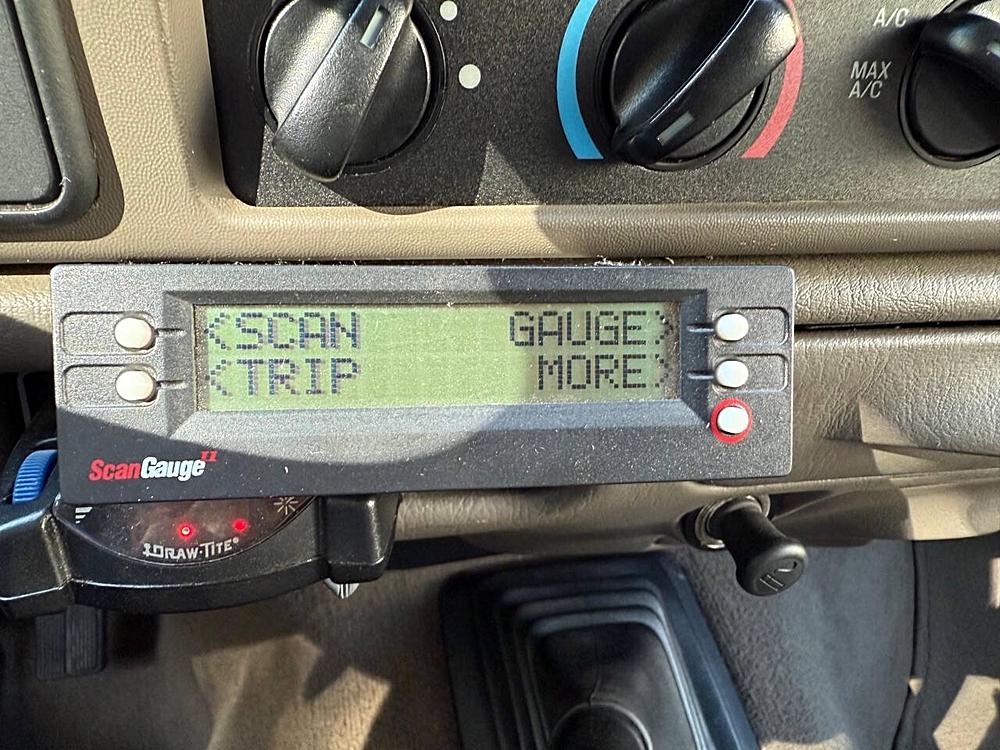 A/C
MAX
A/C
<SCAN GAUGE>
<TRIP MORE>
ScanGauge II
DRAW-TITE®